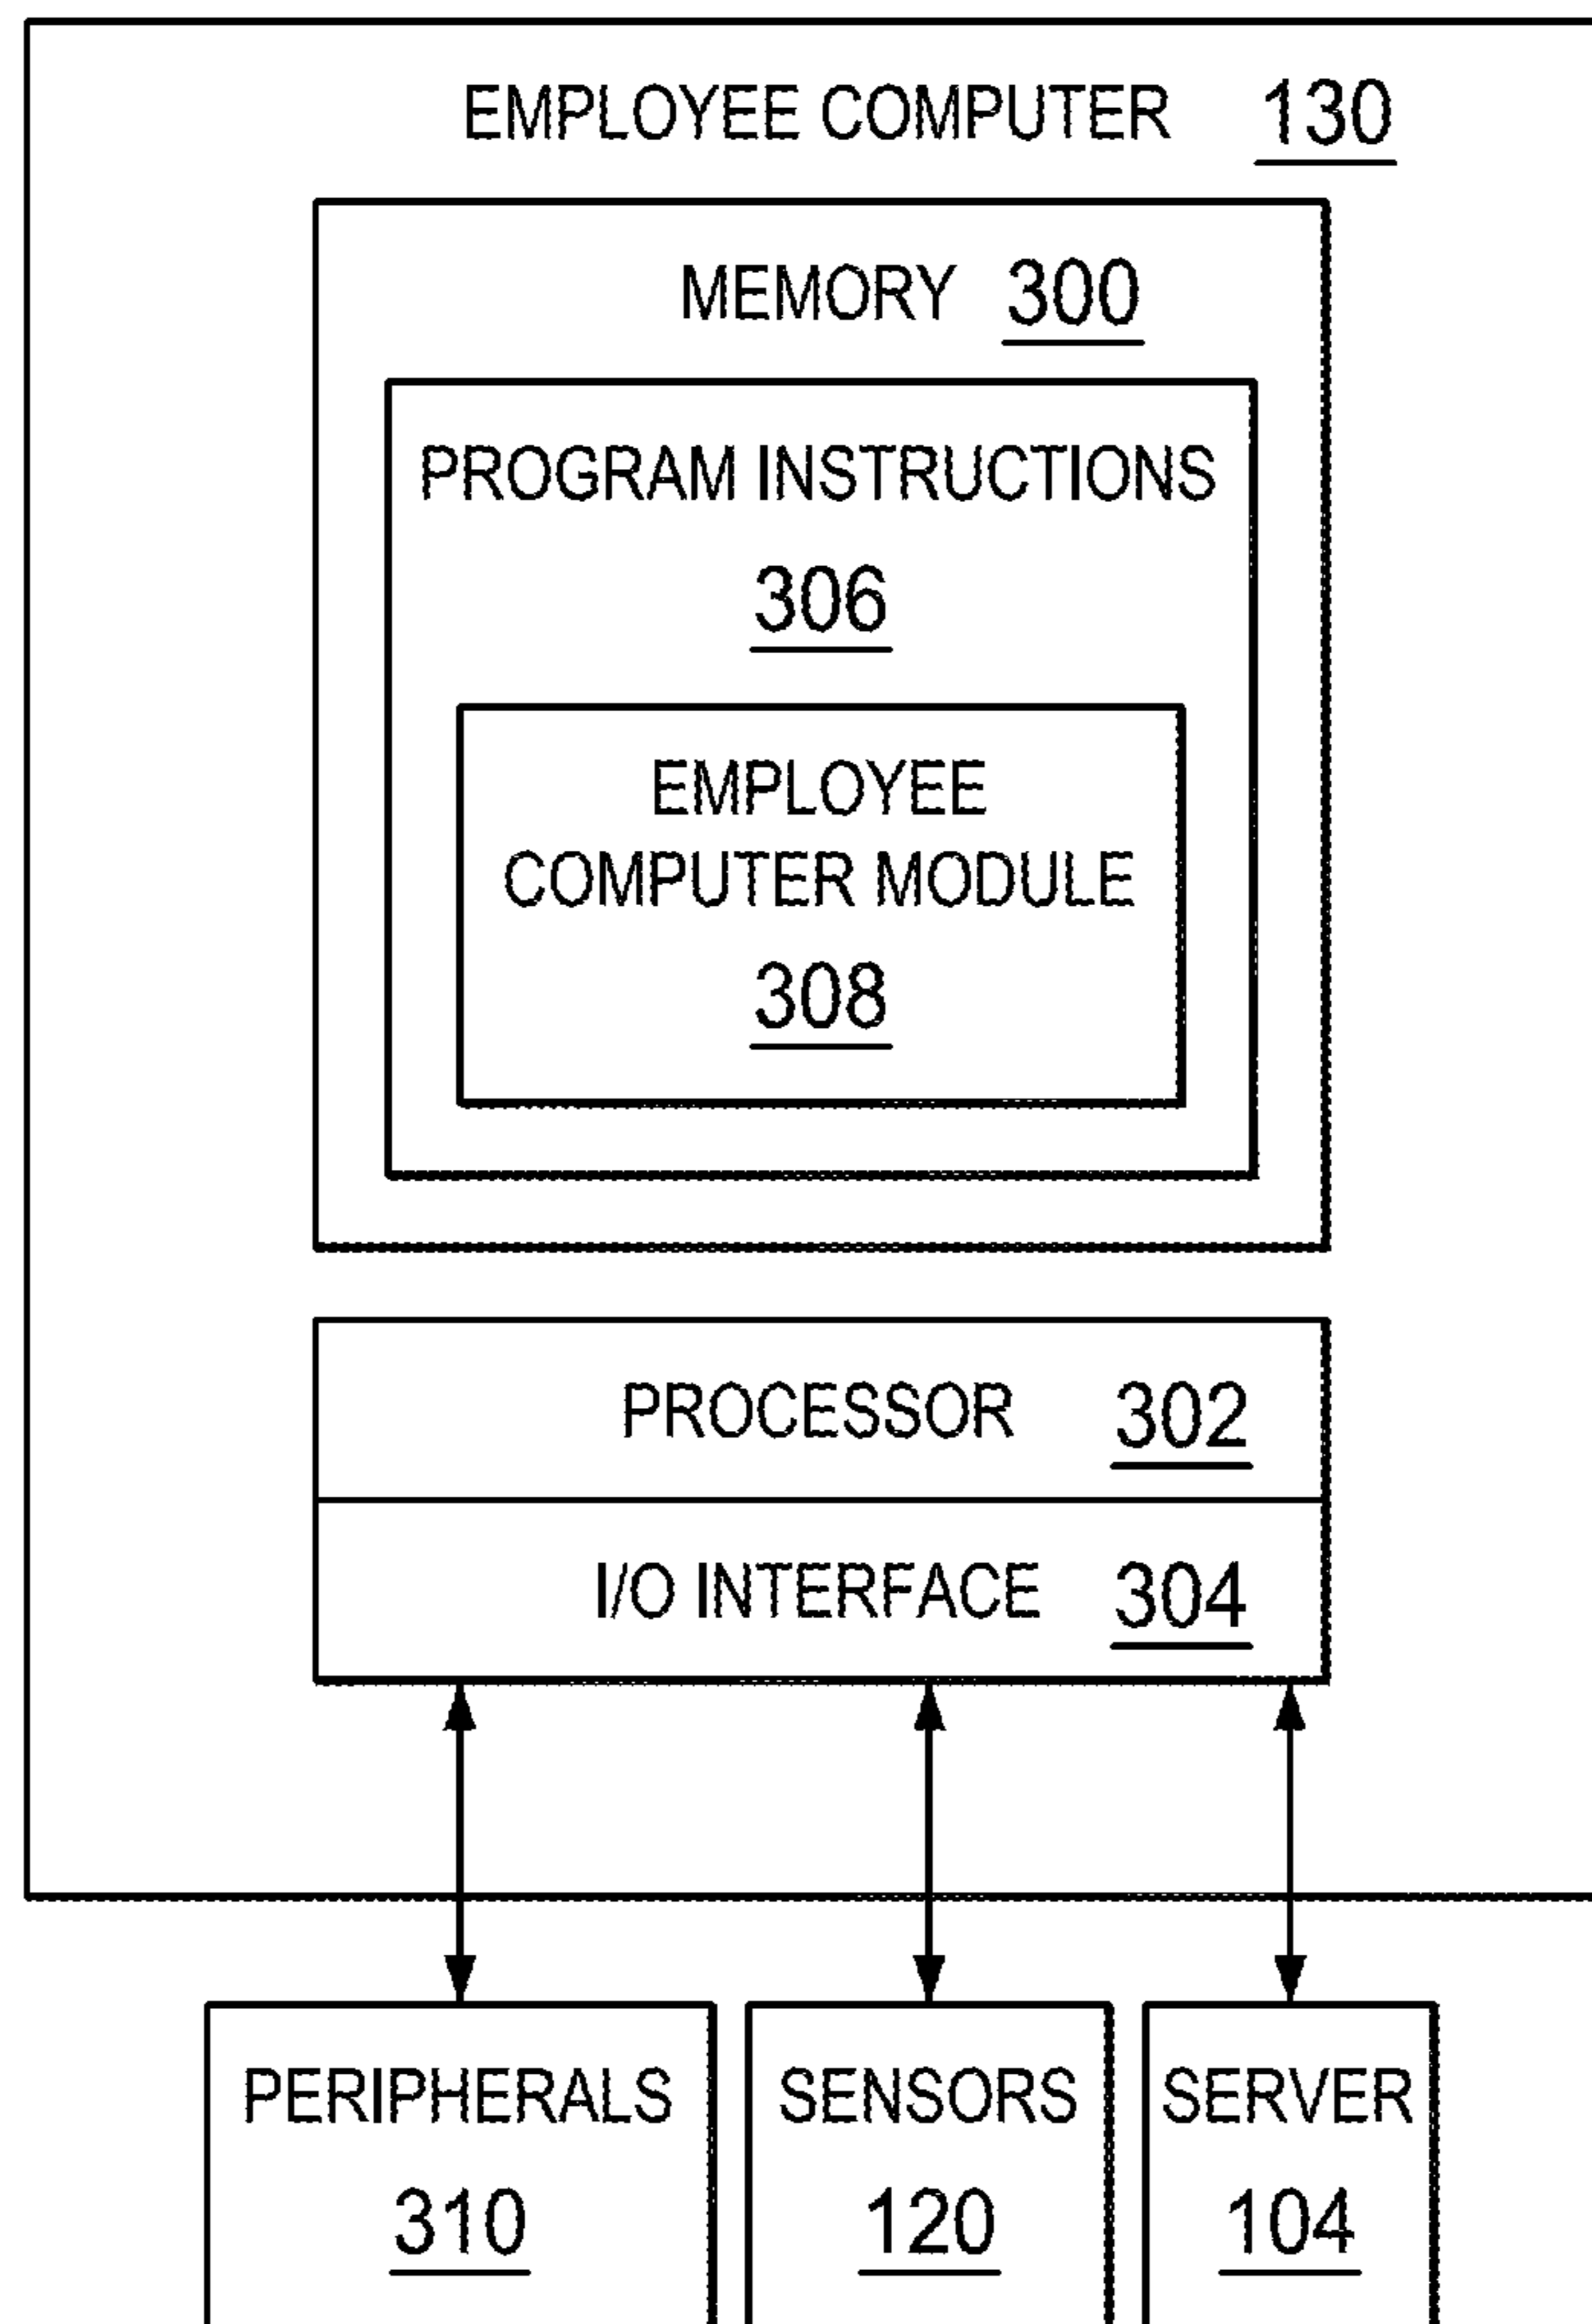 EMPLOYEE COMPUTER 130
MEMORY 300
PROGRAM INSTRUCTIONS
306
EMPLOYEE
COMPUTER MODULE
308
PROCESSOR 302
I/O INTERFACE 304
PERIPHERALS SENSORS SERVER
310 120 104